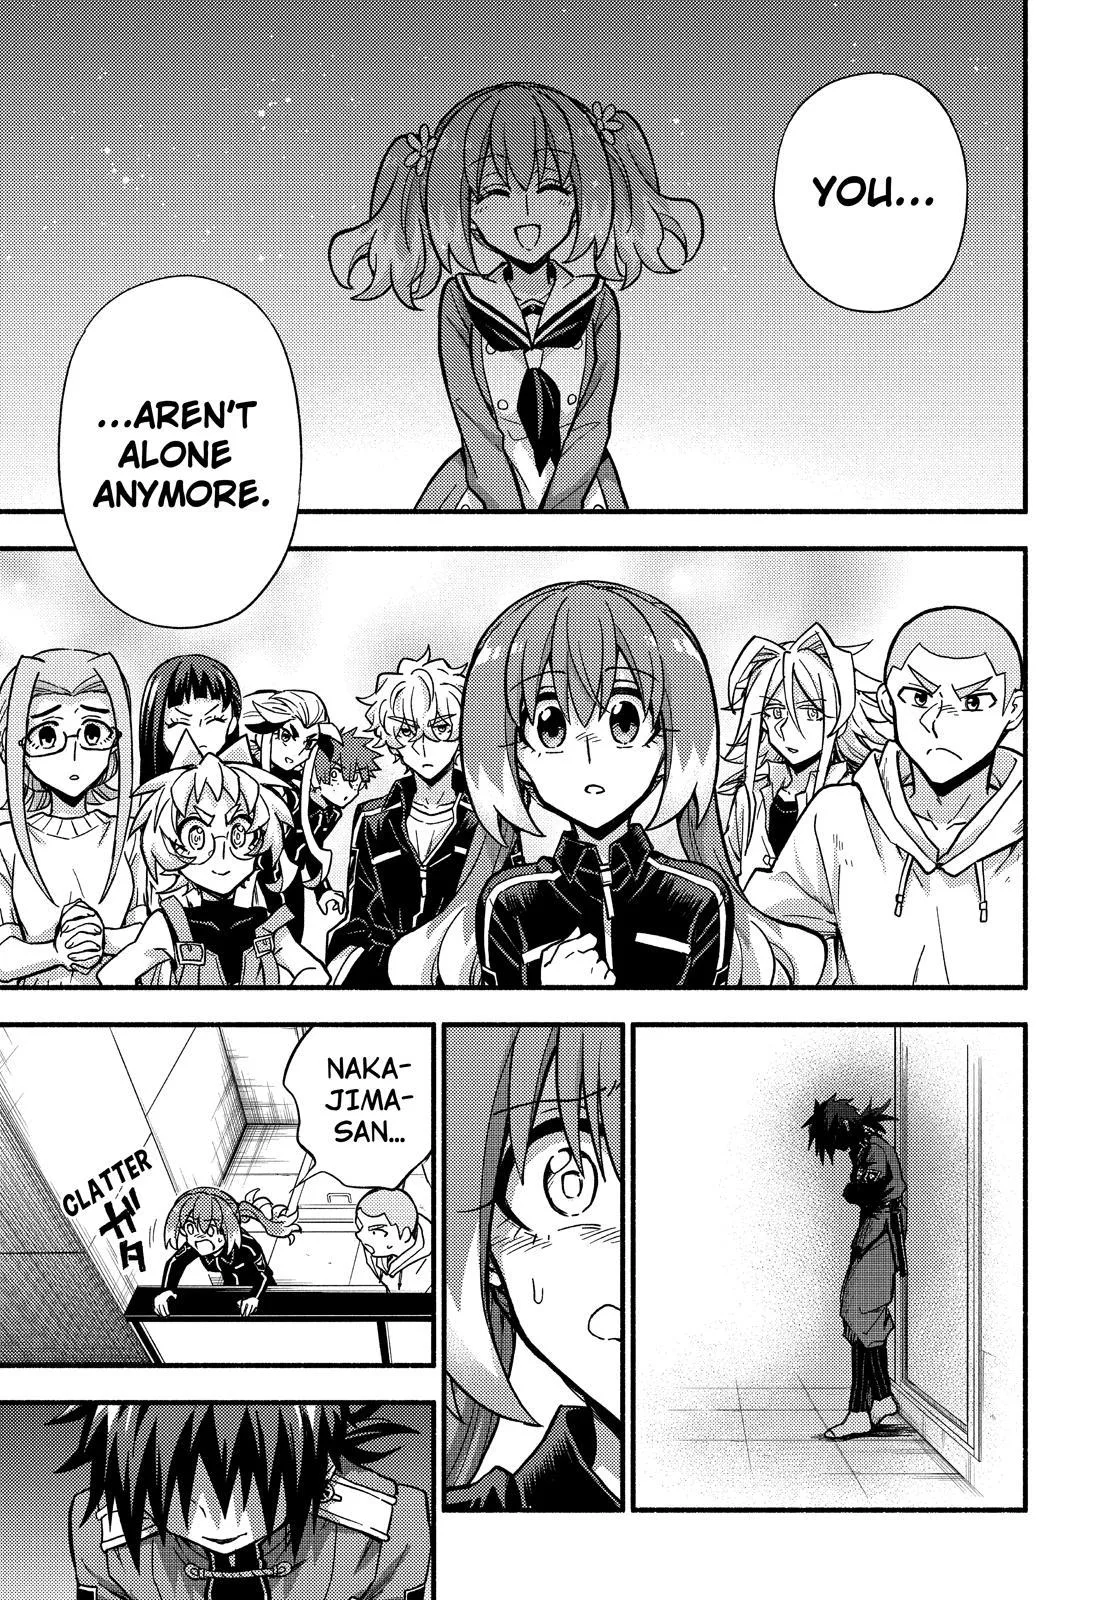 YOU...
...AREN'T
ALONE
ANYMORE.
NAKA-
JIMA-
SAN...
CLATTER
ガタ